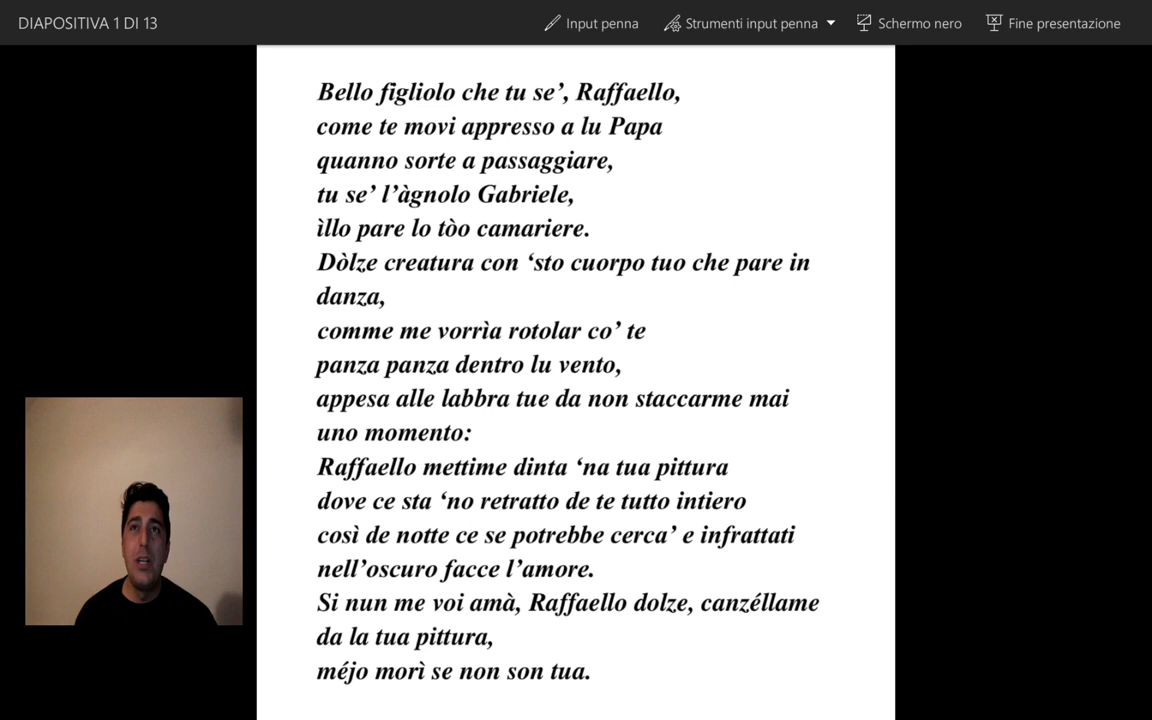 DIAPOSITIVA 1 DI 13
Input penna
Strumenti input penna
Schermo nero
Fine presentazione
Bello figliolo che tu se’, Raffaello,
come te movi appresso a lu Papa
quanno sorte a passaggiare,
tu se’ l’àgnolo Gabriele,
ìllo pare lo tòo camariere.
Dòlze creatura con ‘sto cuorpo tuo che pare in
danza,
comme me vorrìa rotolar co’ te
panza panza dentro lu vento,
appesa alle labbra tue da non staccarme mai
uno momento:
Raffaello mettime dinta ‘na tua pittura
dove ce sta ‘no retratto de te tutto intiero
così de notte ce se potrebbe cerca’ e infrattati
nell’oscuro facce l’amore.
Si nun me voi amà, Raffaello dolze, canzéllame
da la tua pittura,
méjo morì se non son tua.